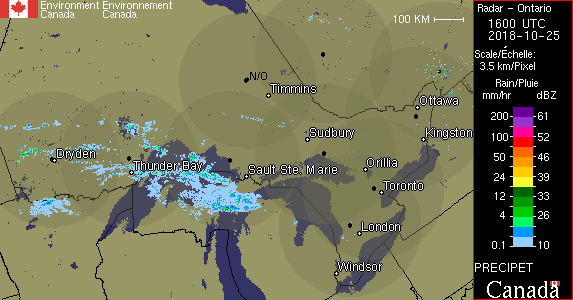 Environment Environnement
Canada Canada
100 KM
N/O
Timmins
Ottawa
Sudbury
Kingston
Dryden
Thunder Bay
Sault Ste. Marie
Orillia
Toronto
London
Windsor
Radar - Ontario
1600 UTC
2018-10-25
Scale/Échelle:
3.5 km/Pixel
Rain/Pluie
mm/hr dBZ
200 61
100 52
50 46
24 39
12 33
4 26
0.1 10
PRECIPET
Canada